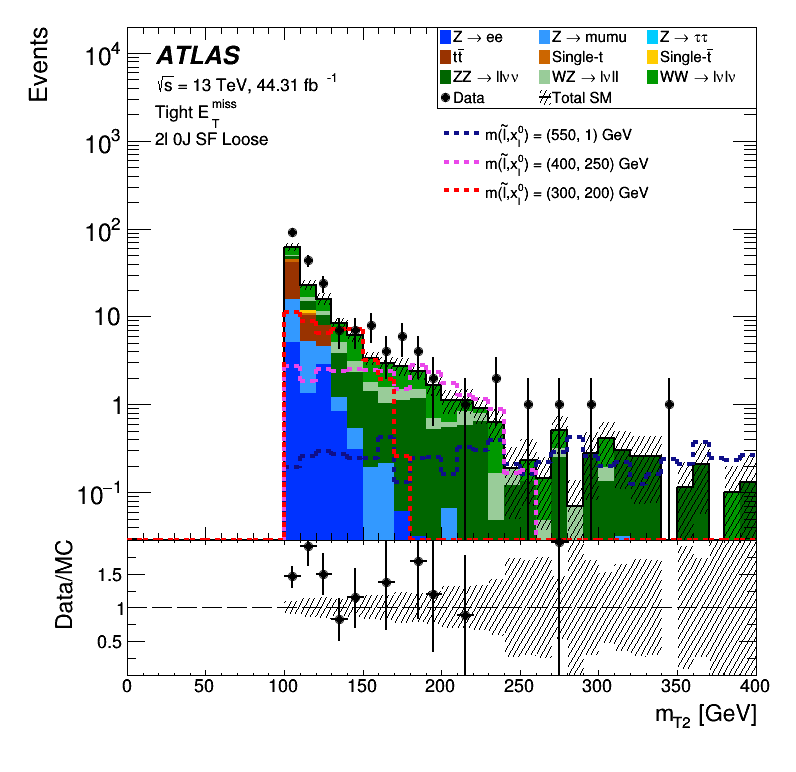 Events
10⁴
10³
10²
10
1
10⁻¹
ATLAS
√s = 13 TeV, 44.31 fb⁻¹
Tight E_T^miss
2l 0J SF Loose
Z → ee Z → mumu Z → ττ
tt̄ Single-t Single-t̄
ZZ → llνν WZ → lνll WW → lνlν
Data Total SM
m(l̃,x̃⁰₁) = (550, 1) GeV
m(l̃,x̃⁰₁) = (400, 250) GeV
m(l̃,x̃⁰₁) = (300, 200) GeV
Data/MC
1.5
1
0.5
0 50 100 150 200 250 300 350 400
m_T2 [GeV]